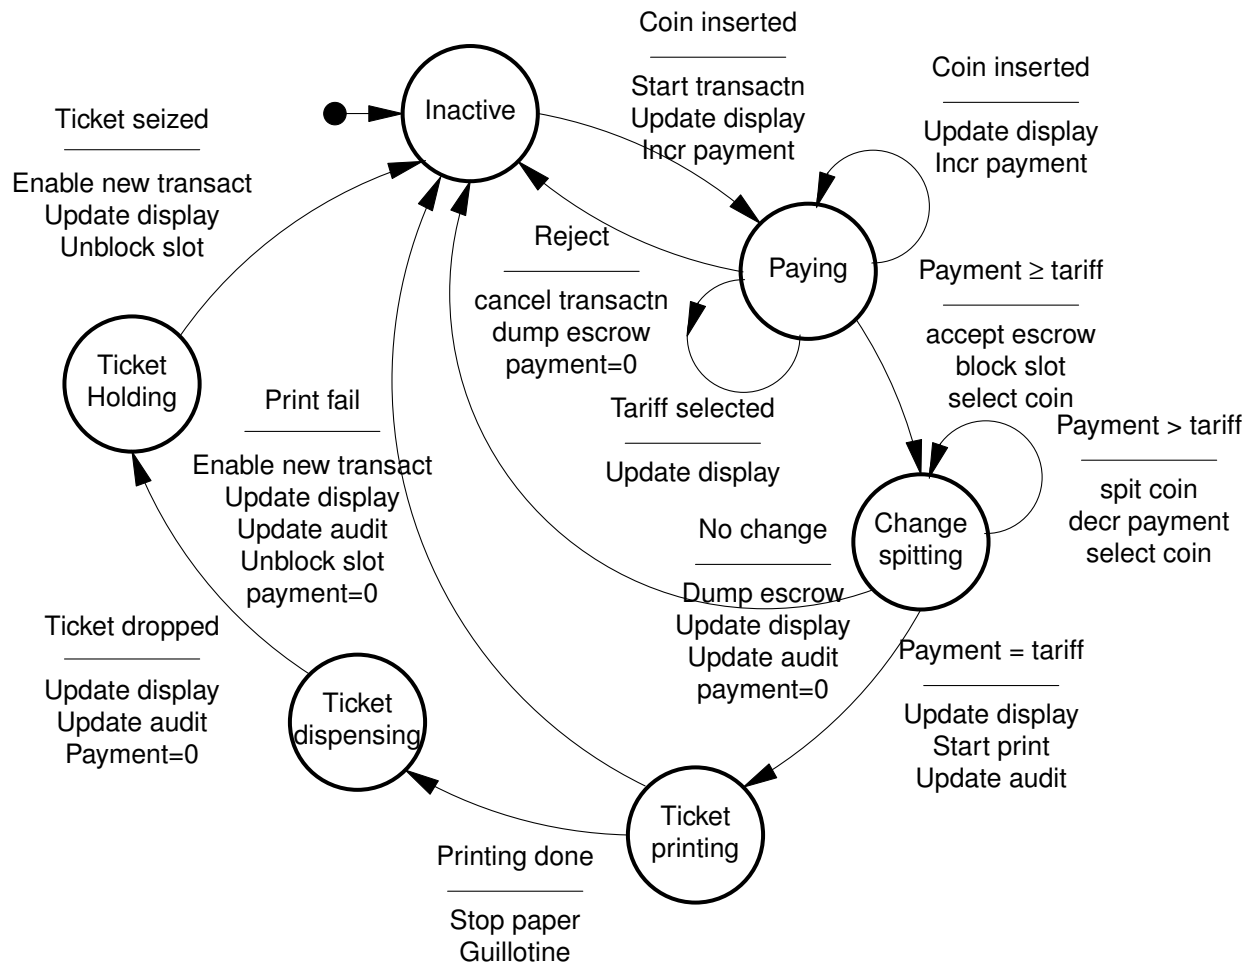 Coin inserted
Start transactn
Update display
Incr payment
Coin inserted
Update display
Incr payment
Inactive
Ticket seized
Enable new transact
Update display
Unblock slot
Reject
cancel transactn
dump escrow
payment=0
Paying
Payment ≥ tariff
accept escrow
block slot
select coin
Ticket
Holding
Print fail
Enable new transact
Update display
Update audit
Unblock slot
payment=0
Tariff selected
Update display
Payment > tariff
spit coin
decr payment
select coin
No change
Dump escrow
Update display
Update audit
payment=0
Change
spitting
Ticket dropped
Update display
Update audit
Payment=0
Ticket
dispensing
Payment = tariff
Update display
Start print
Update audit
Ticket
printing
Printing done
Stop paper
Guillotine